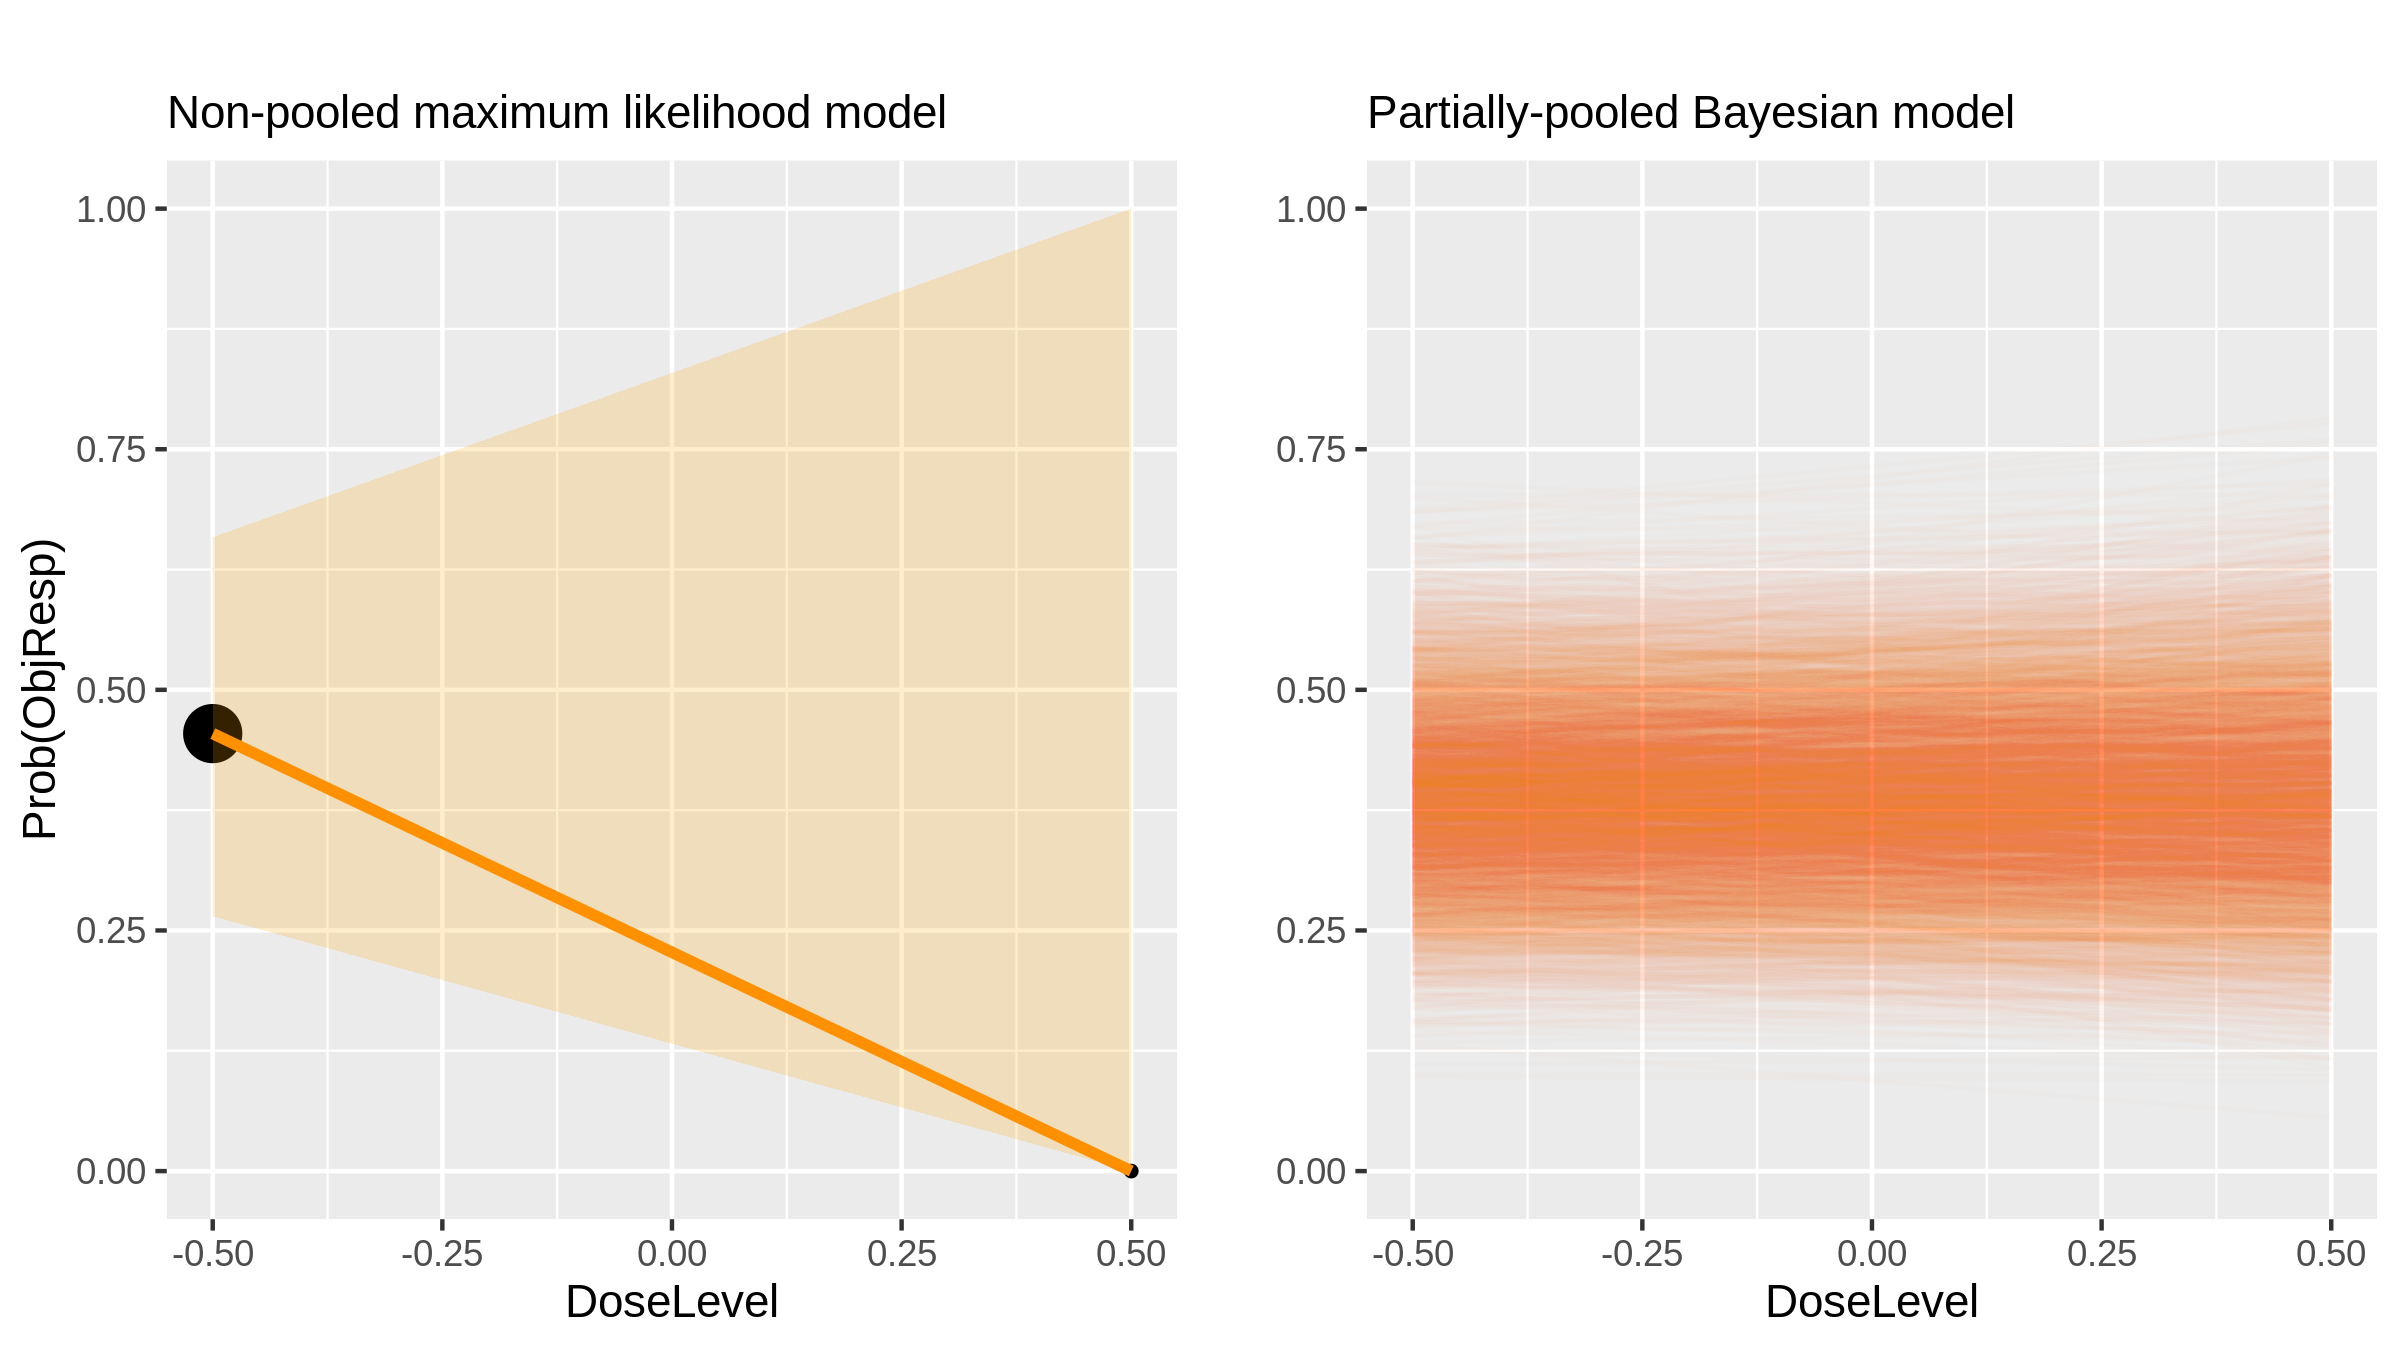 Non-pooled maximum likelihood model
Prob(ObjResp)
1.00
0.75
0.50
0.25
0.00
-0.50 -0.25 0.00 0.25 0.50
DoseLevel
Partially-pooled Bayesian model
1.00
0.75
0.50
0.25
0.00
-0.50 -0.25 0.00 0.25 0.50
DoseLevel